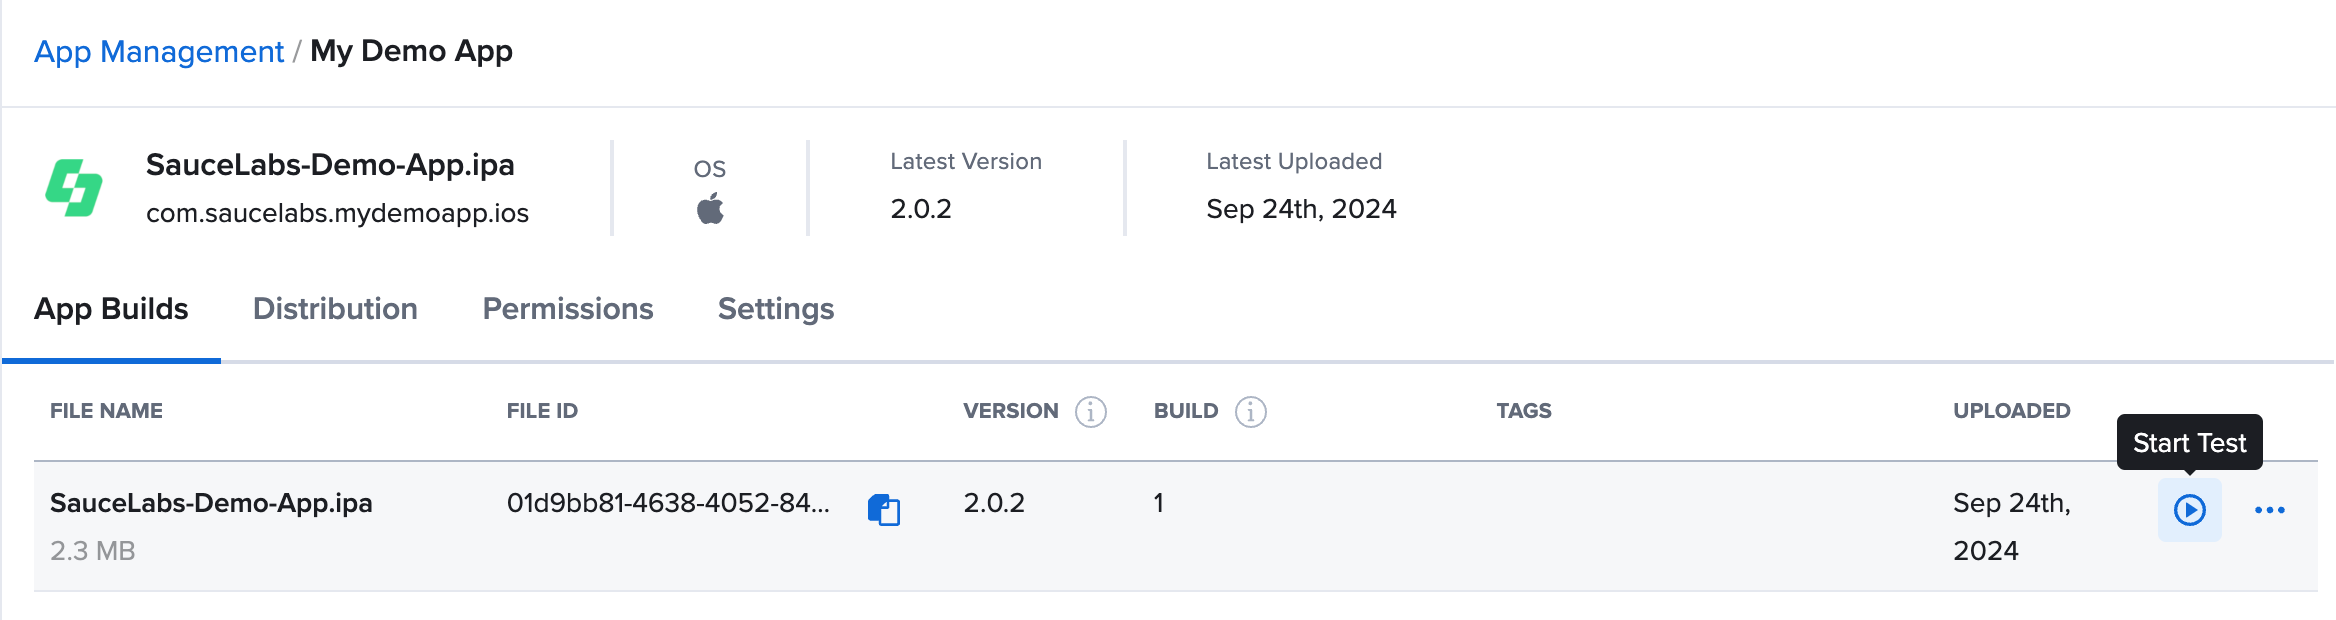 App Management / My Demo App
SauceLabs-Demo-App.ipa
com.saucelabs.mydemoapp.ios
OS
Latest Version
2.0.2
Latest Uploaded
Sep 24th, 2024
App Builds Distribution Permissions Settings
FILE NAME FILE ID VERSION i BUILD i TAGS UPLOADED
Start Test
SauceLabs-Demo-App.ipa 01d9bb81-4638-4052-84... 2.0.2 1 Sep 24th,
2.3 MB 2024